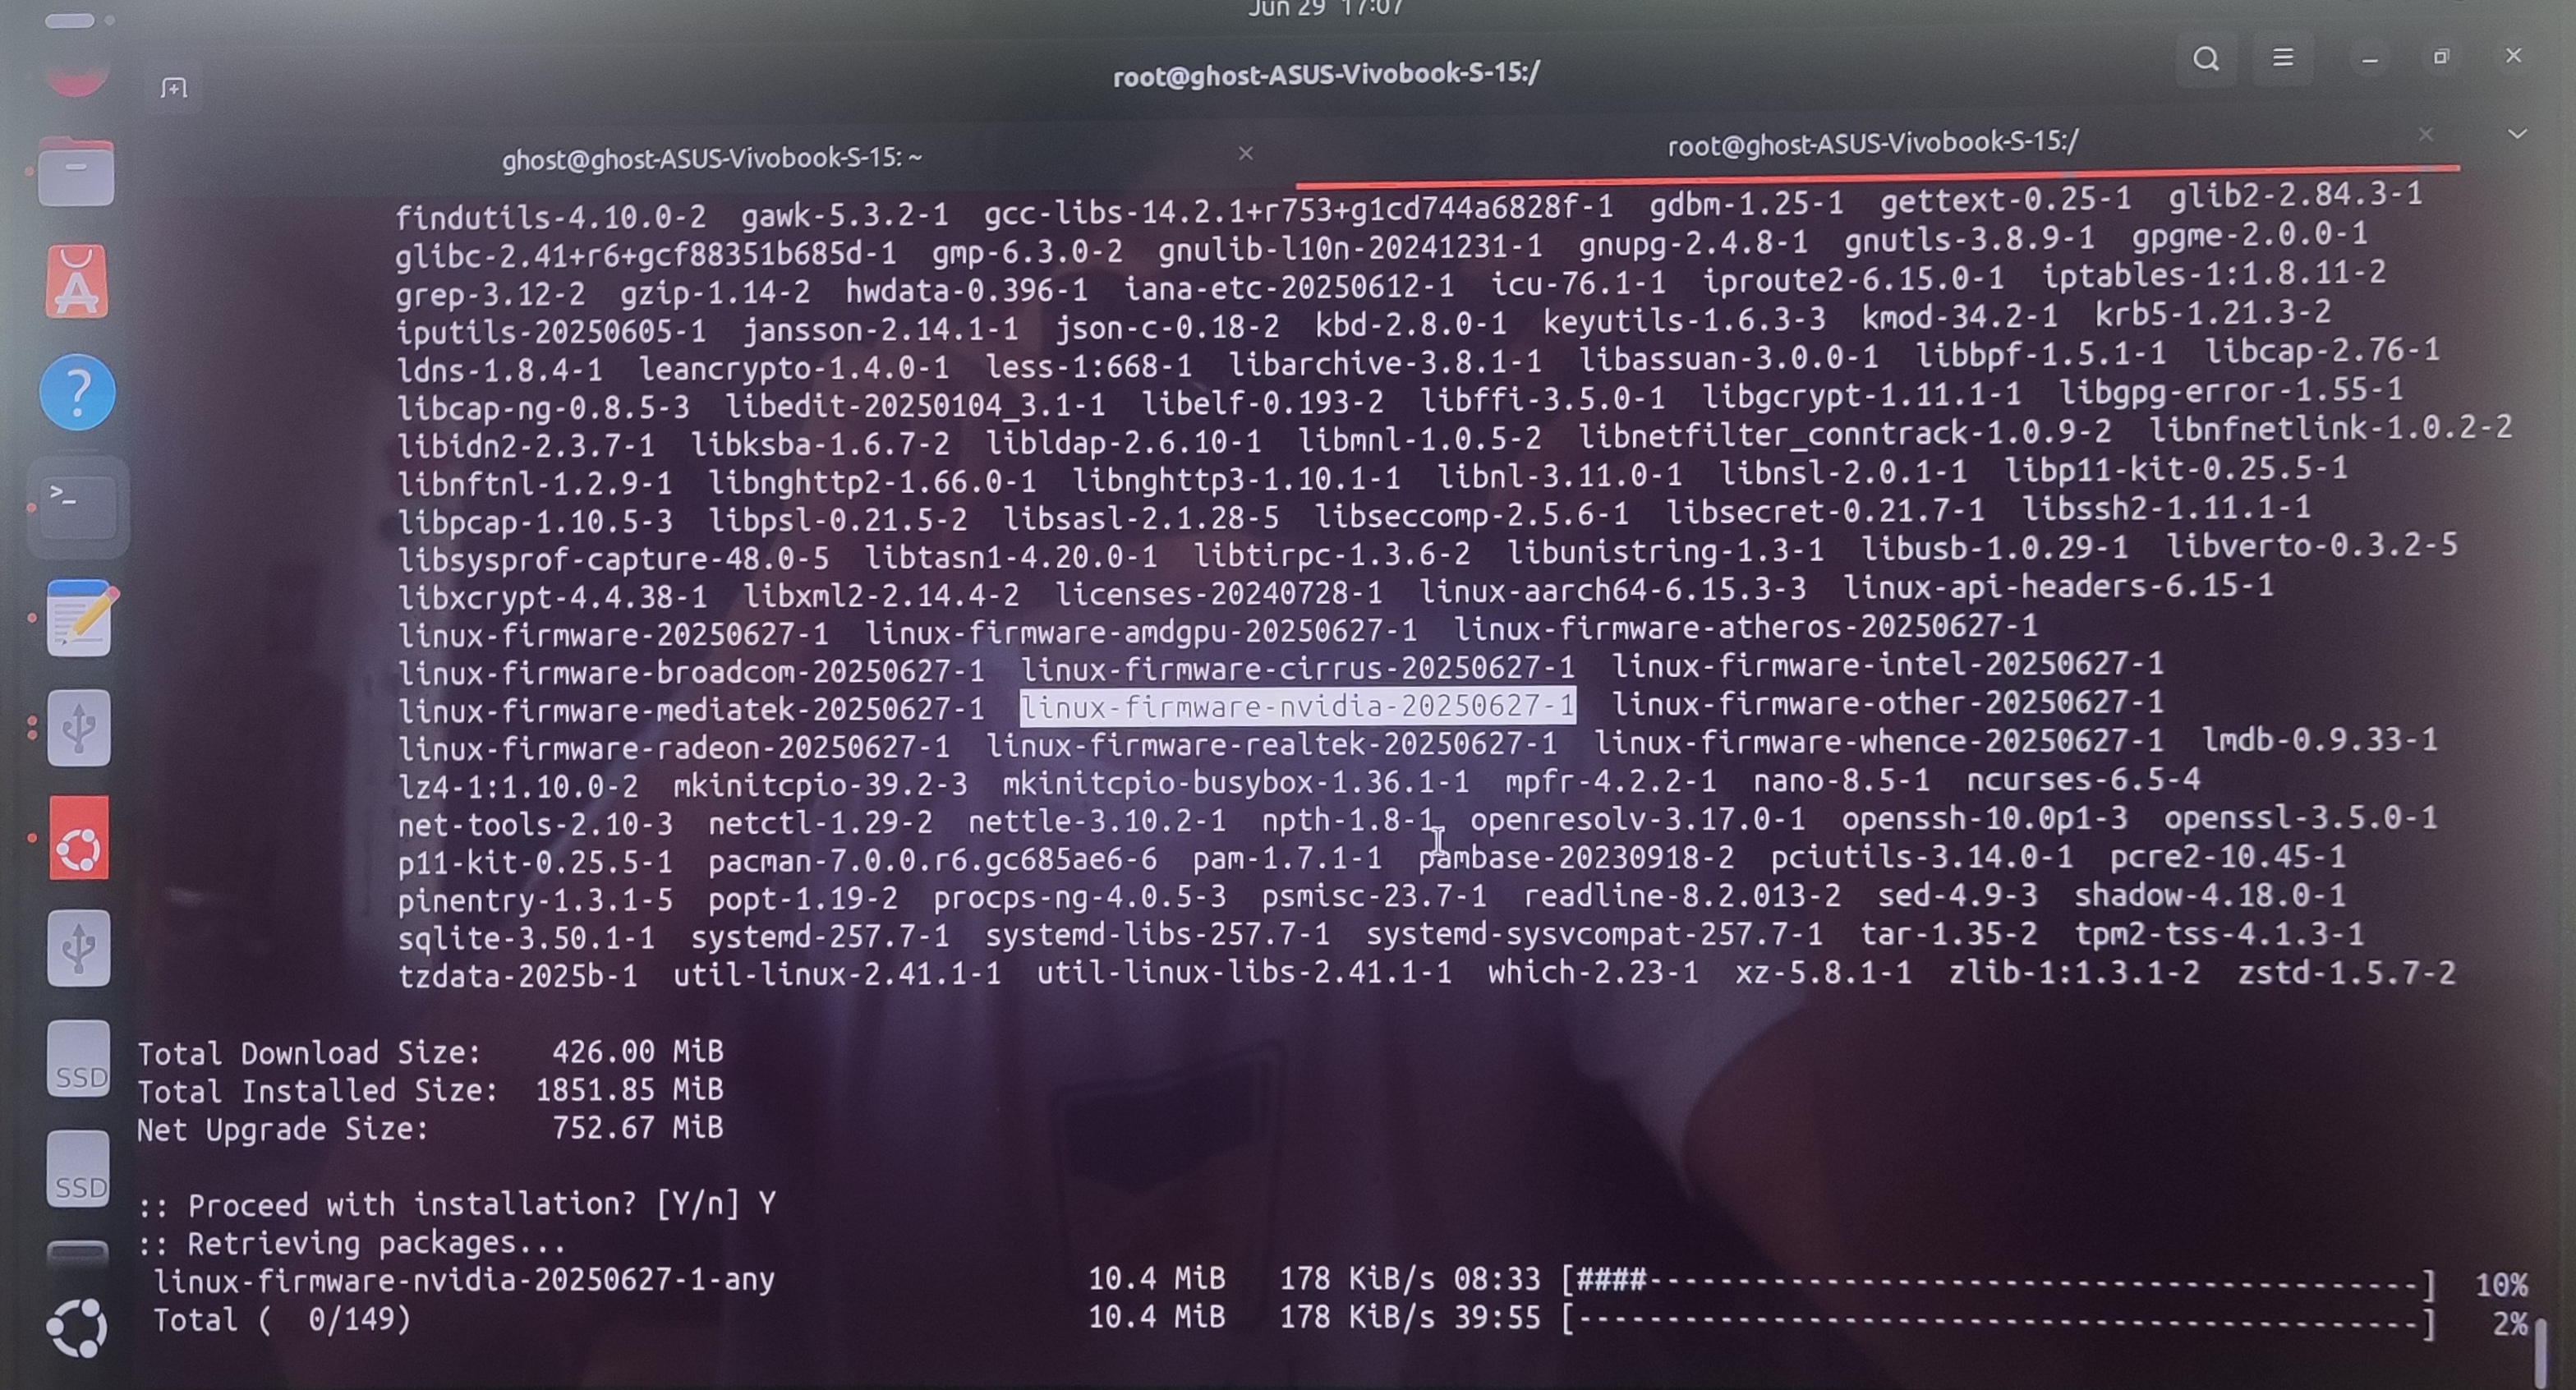 Jun 29 17:07
root@ghost-ASUS-Vivobook-S-15:/
ghost@ghost-ASUS-Vivobook-S-15: ~
root@ghost-ASUS-Vivobook-S-15:/
findutils-4.10.0-2 gawk-5.3.2-1 gcc-libs-14.2.1+r753+g1cd744a6828f-1 gdbm-1.25-1 gettext-0.25-1 glib2-2.84.3-1
glibc-2.41+r6+gcf88351b685d-1 gmp-6.3.0-2 gnulib-l10n-20241231-1 gnupg-2.4.8-1 gnutls-3.8.9-1 gpgme-2.0.0-1
grep-3.12-2 gzip-1.14-2 hwdata-0.396-1 iana-etc-20250612-1 icu-76.1-1 iproute2-6.15.0-1 iptables-1:1.8.11-2
iputils-20250605-1 jansson-2.14.1-1 json-c-0.18-2 kbd-2.8.0-1 keyutils-1.6.3-3 kmod-34.2-1 krb5-1.21.3-2
ldns-1.8.4-1 leancrypto-1.4.0-1 less-1:668-1 libarchive-3.8.1-1 libassuan-3.0.0-1 libbpf-1.5.1-1 libcap-2.76-1
libcap-ng-0.8.5-3 libedit-20250104_3.1-1 libelf-0.193-2 libffi-3.5.0-1 libgcrypt-1.11.1-1 libgpg-error-1.55-1
libidn2-2.3.7-1 libksba-1.6.7-2 libldap-2.6.10-1 libmnl-1.0.5-2 libnetfilter_conntrack-1.0.9-2 libnfnetlink-1.0.2-2
libnftnl-1.2.9-1 libnghttp2-1.66.0-1 libnghttp3-1.10.1-1 libnl-3.11.0-1 libnsl-2.0.1-1 libp11-kit-0.25.5-1
libpcap-1.10.5-3 libpsl-0.21.5-2 libsasl-2.1.28-5 libseccomp-2.5.6-1 libsecret-0.21.7-1 libssh2-1.11.1-1
libsysprof-capture-48.0-5 libtasn1-4.20.0-1 libtirpc-1.3.6-2 libunistring-1.3-1 libusb-1.0.29-1 libverto-0.3.2-5
libxcrypt-4.4.38-1 libxml2-2.14.4-2 licenses-20240728-1 linux-aarch64-6.15.3-3 linux-api-headers-6.15-1
linux-firmware-20250627-1 linux-firmware-amdgpu-20250627-1 linux-firmware-atheros-20250627-1
linux-firmware-broadcom-20250627-1 linux-firmware-cirrus-20250627-1 linux-firmware-intel-20250627-1
linux-firmware-mediatek-20250627-1 linux-firmware-nvidia-20250627-1 linux-firmware-other-20250627-1
linux-firmware-radeon-20250627-1 linux-firmware-realtek-20250627-1 linux-firmware-whence-20250627-1 lmdb-0.9.33-1
lz4-1:1.10.0-2 mkinitcpio-39.2-3 mkinitcpio-busybox-1.36.1-1 mpfr-4.2.2-1 nano-8.5-1 ncurses-6.5-4
net-tools-2.10-3 netctl-1.29-2 nettle-3.10.2-1 npth-1.8-1 openresolv-3.17.0-1 openssh-10.0p1-3 openssl-3.5.0-1
p11-kit-0.25.5-1 pacman-7.0.0.r6.gc685ae6-6 pam-1.7.1-1 pambase-20230918-2 pciutils-3.14.0-1 pcre2-10.45-1
pinentry-1.3.1-5 popt-1.19-2 procps-ng-4.0.5-3 psmisc-23.7-1 readline-8.2.013-2 sed-4.9-3 shadow-4.18.0-1
sqlite-3.50.1-1 systemd-257.7-1 systemd-libs-257.7-1 systemd-sysvcompat-257.7-1 tar-1.35-2 tpm2-tss-4.1.3-1
tzdata-2025b-1 util-linux-2.41.1-1 util-linux-libs-2.41.1-1 which-2.23-1 xz-5.8.1-1 zlib-1:1.3.1-2 zstd-1.5.7-2
Total Download Size: 426.00 MiB
Total Installed Size: 1851.85 MiB
Net Upgrade Size: 752.67 MiB
:: Proceed with installation? [Y/n] Y
:: Retrieving packages...
linux-firmware-nvidia-20250627-1-any 10.4 MiB 178 KiB/s 08:33 [####---------------------------------------------] 10%
Total ( 0/149) 10.4 MiB 178 KiB/s 39:55 [-------------------------------------------------] 2%
SSD
SSD